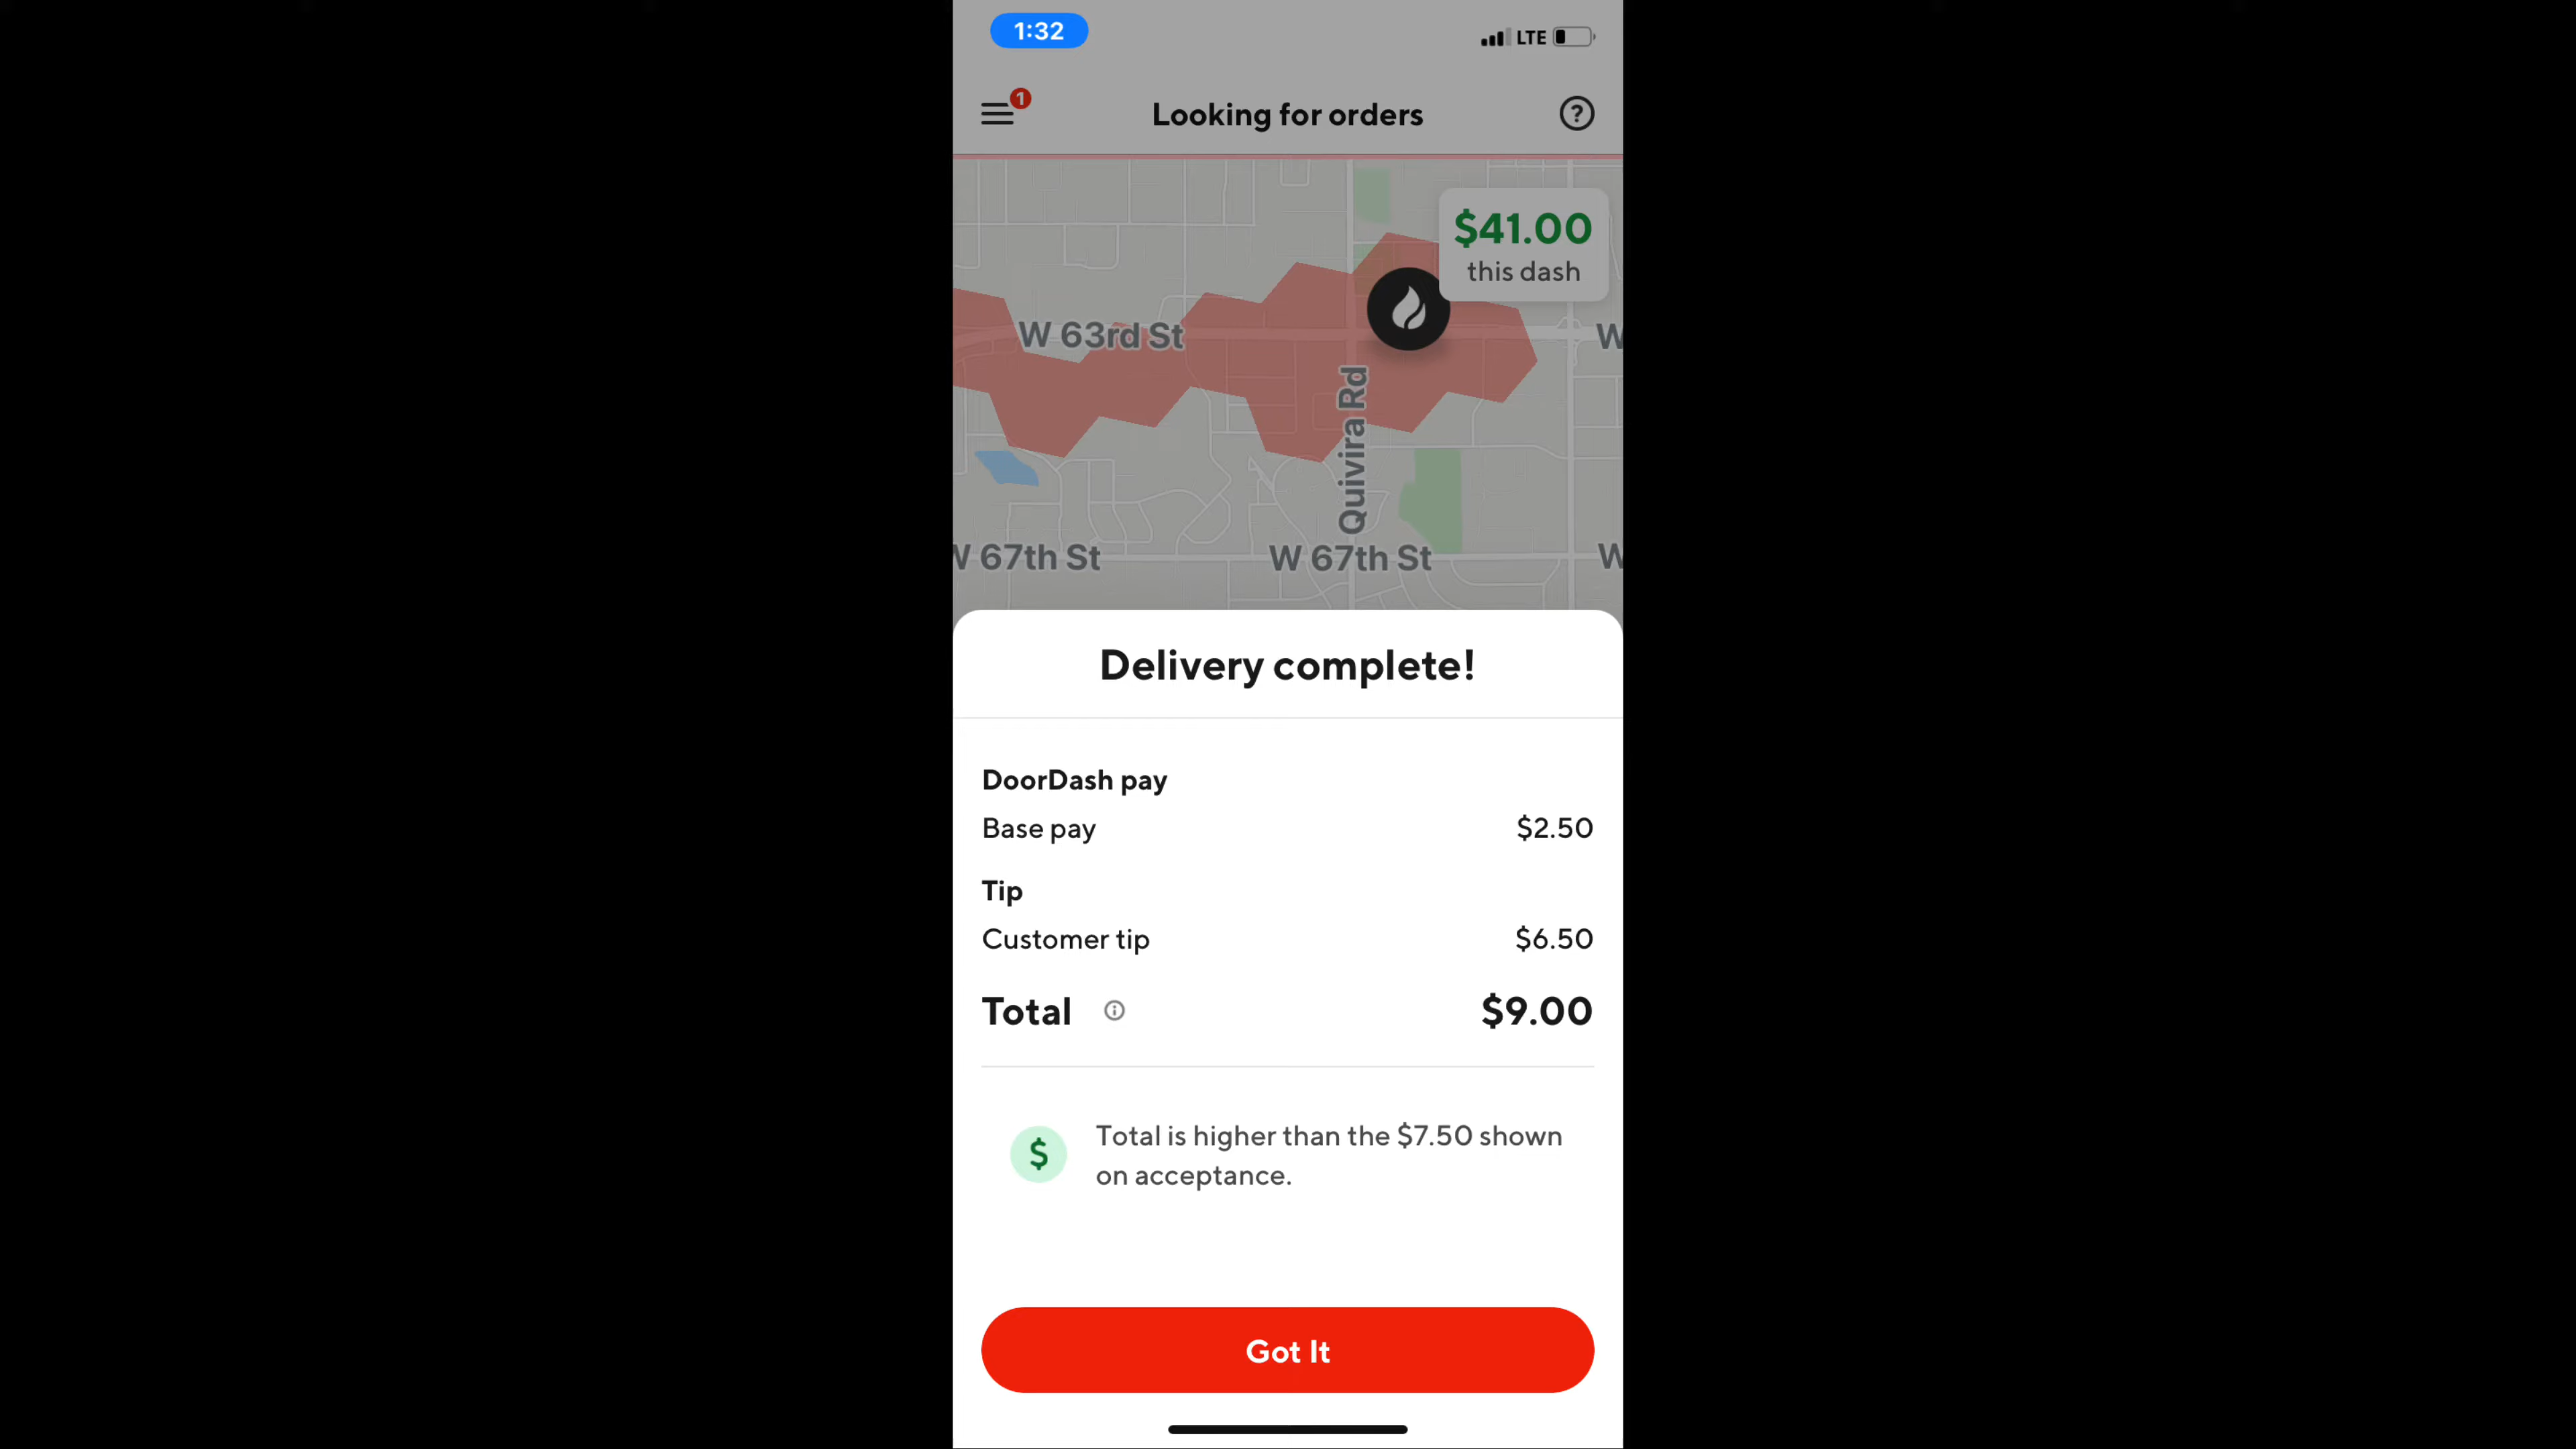 1:32
LTE
1
Looking for orders
?
$41.00
this dash
W 63rd St
W
Quivira Rd
W 67th St
W 67th St
W
Delivery complete!
DoorDash pay
Base pay $2.50
Tip
Customer tip $6.50
Total $9.00
$
Total is higher than the $7.50 shown
on acceptance.
Got It